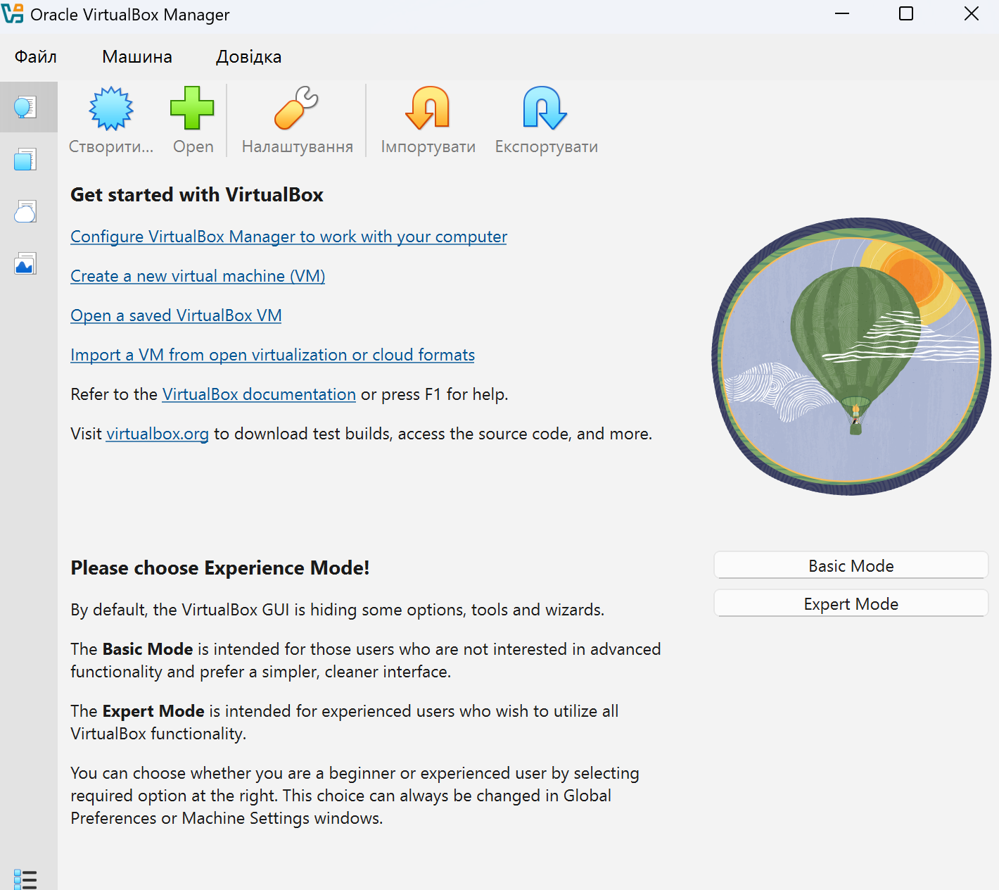 Oracle VirtualBox Manager
Файл Машина Довідка
Створити... Open Налаштування Імпортувати Експортувати
Get started with VirtualBox
Configure VirtualBox Manager to work with your computer
Create a new virtual machine (VM)
Open a saved VirtualBox VM
Import a VM from open virtualization or cloud formats
Refer to the VirtualBox documentation or press F1 for help.
Visit virtualbox.org to download test builds, access the source code, and more.
Please choose Experience Mode!
By default, the VirtualBox GUI is hiding some options, tools and wizards.
The Basic Mode is intended for those users who are not interested in advanced
functionality and prefer a simpler, cleaner interface.
The Expert Mode is intended for experienced users who wish to utilize all
VirtualBox functionality.
You can choose whether you are a beginner or experienced user by selecting
required option at the right. This choice can always be changed in Global
Preferences or Machine Settings windows.
Basic Mode
Expert Mode